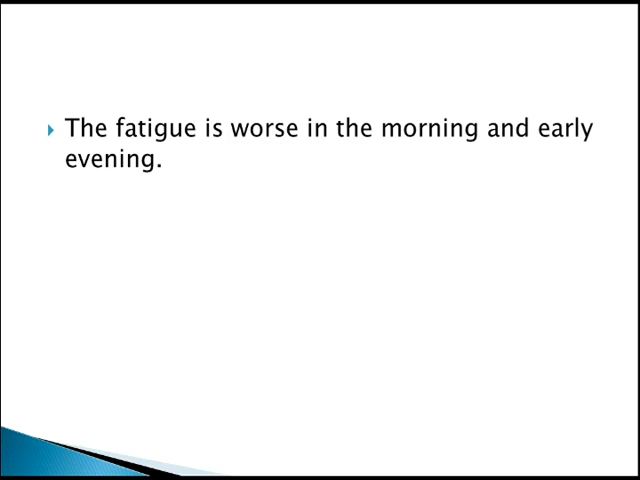 The fatigue is worse in the morning and early
evening.